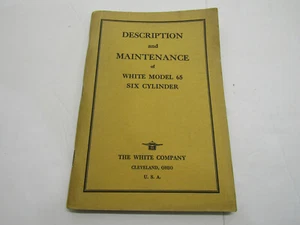 DESCRIPTION
and
MAINTENANCE
of
WHITE MODEL 65
SIX CYLINDER
THE WHITE COMPANY
CLEVELAND, OHIO
U. S. A.